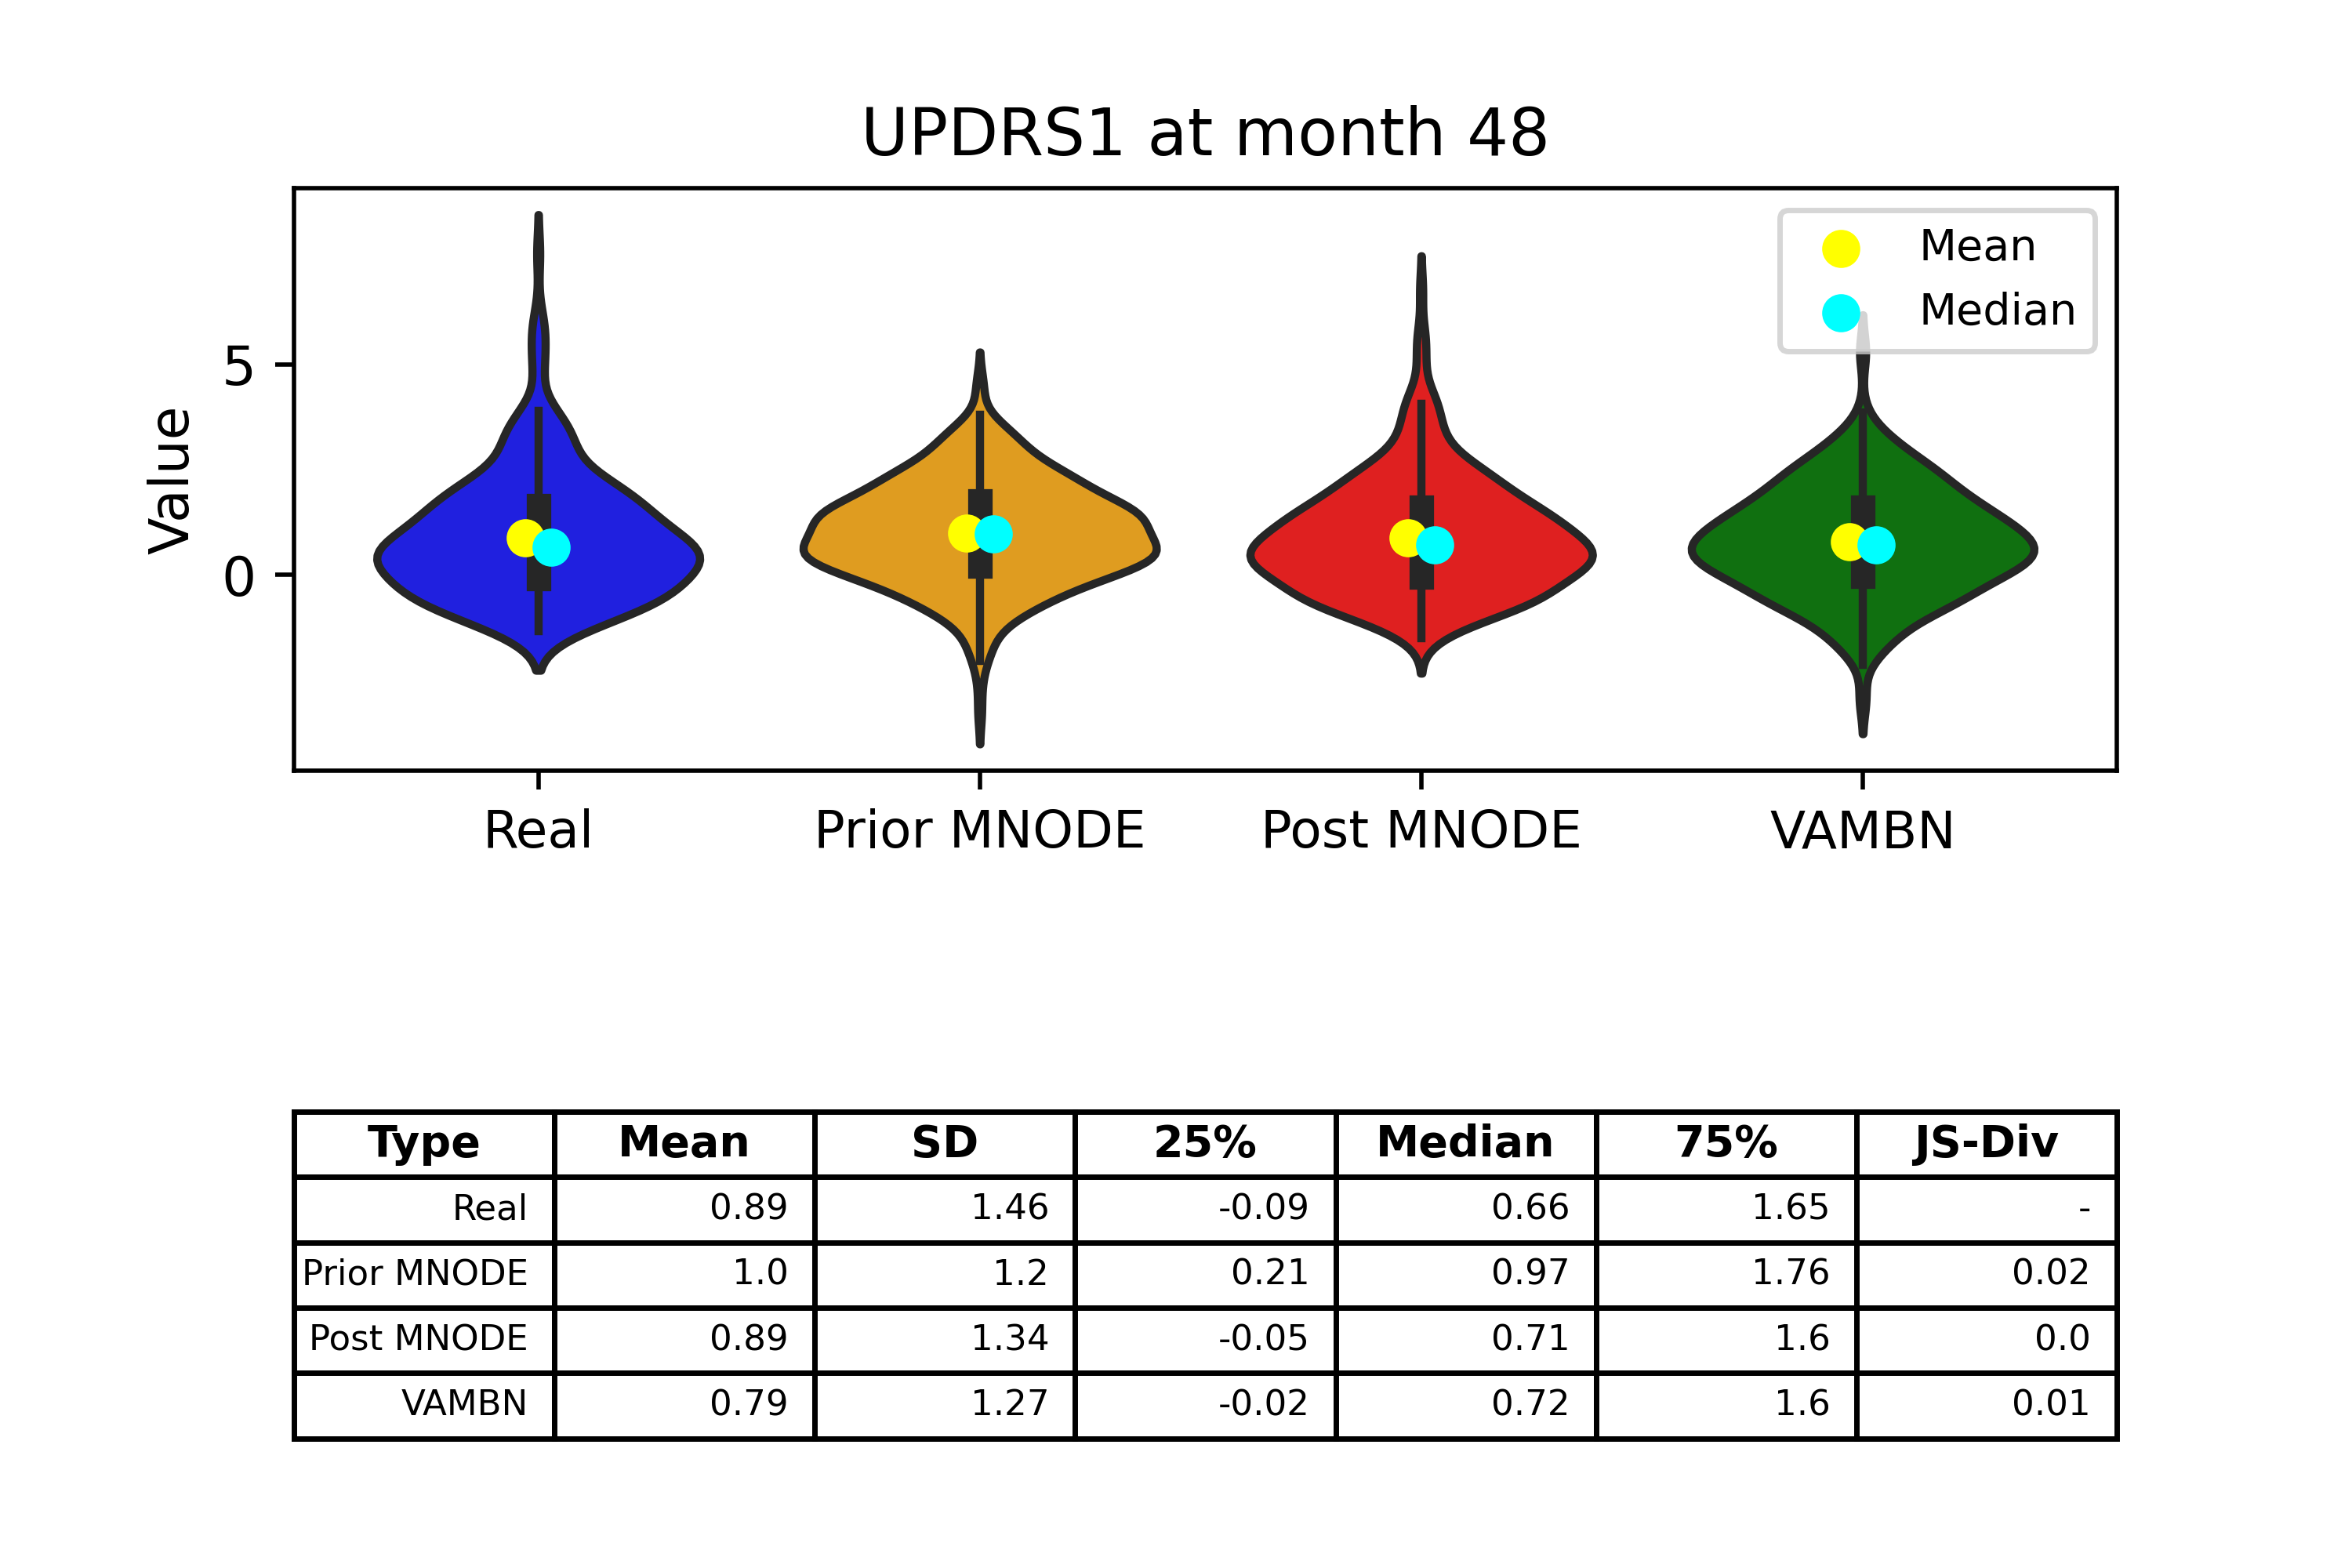 UPDRS1 at month 48
Mean
Median
Value
5
0
Real Prior MNODE Post MNODE VAMBN
Type Mean SD 25% Median 75% JS-Div
Real 0.89 1.46 -0.09 0.66 1.65 -
Prior MNODE 1.0 1.2 0.21 0.97 1.76 0.02
Post MNODE 0.89 1.34 -0.05 0.71 1.6 0.0
VAMBN 0.79 1.27 -0.02 0.72 1.6 0.01